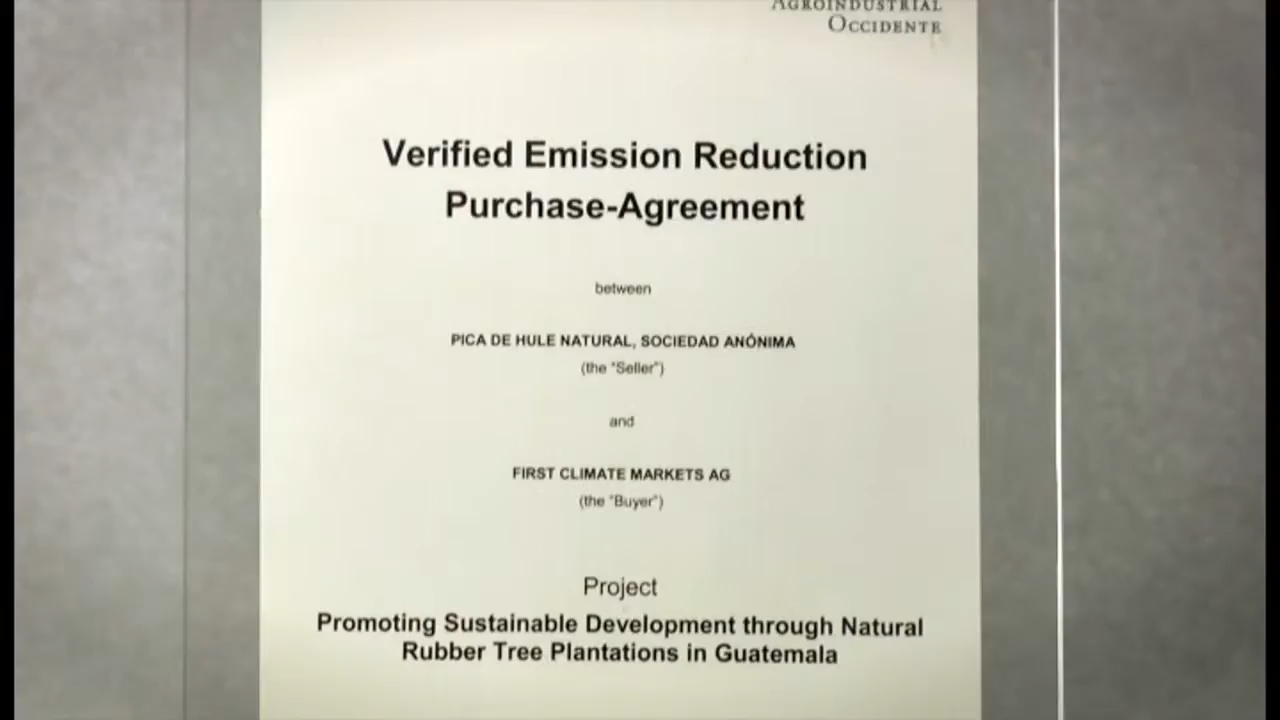 AGROINDUSTRIAL
OCCIDENTE
Verified Emission Reduction
Purchase-Agreement
between
PICA DE HULE NATURAL, SOCIEDAD ANÓNIMA
(the "Seller")
and
FIRST CLIMATE MARKETS AG
(the "Buyer")
Project
Promoting Sustainable Development through Natural
Rubber Tree Plantations in Guatemala